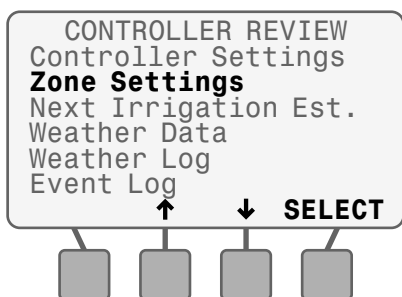 CONTROLLER REVIEW
Controller Settings
Zone Settings
Next Irrigation Est.
Weather Data
Weather Log
Event Log
↑ ↓ SELECT